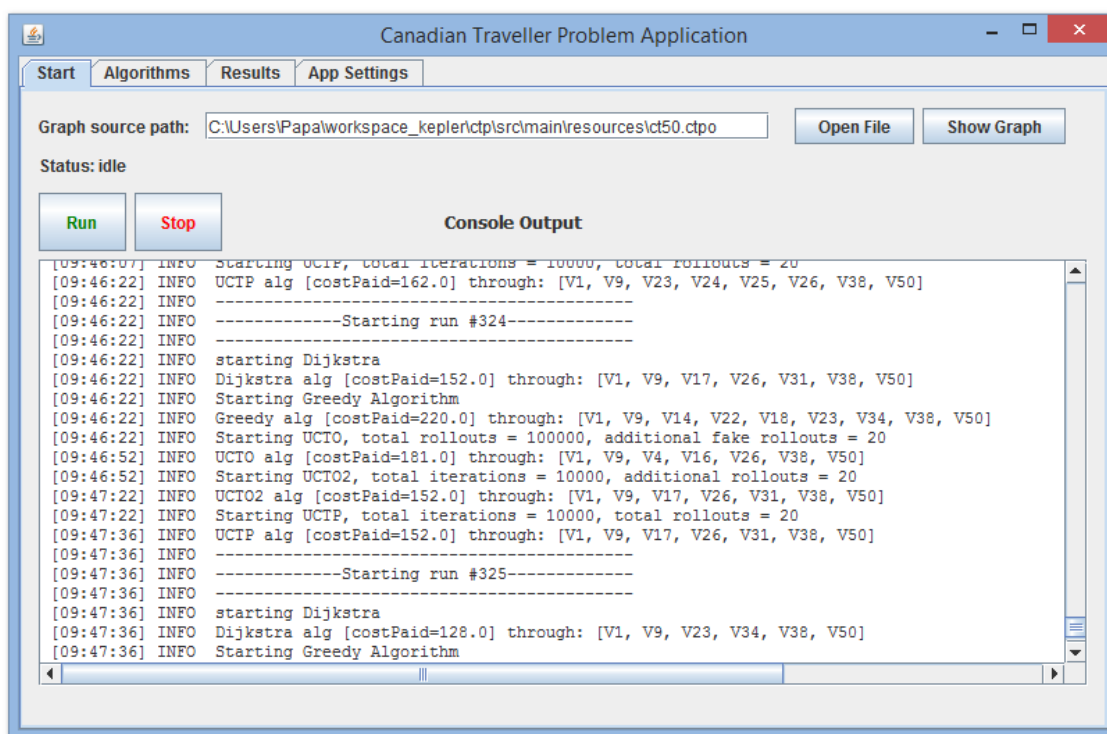 Canadian Traveller Problem Application
Start Algorithms Results App Settings
Graph source path: C:\Users\Papa\workspace_kepler\ctp\src\main\resources\ct50.ctpo Open File Show Graph
Status: idle
Run Stop Console Output
[09:46:07] INFO Starting UCTP, total iterations = 10000, total rollouts = 20
[09:46:22] INFO UCTP alg [costPaid=162.0] through: [V1, V9, V23, V24, V25, V26, V38, V50]
[09:46:22] INFO ------------------------------------------
[09:46:22] INFO -------------Starting run #324-------------
[09:46:22] INFO ------------------------------------------
[09:46:22] INFO starting Dijkstra
[09:46:22] INFO Dijkstra alg [costPaid=152.0] through: [V1, V9, V17, V26, V31, V38, V50]
[09:46:22] INFO Starting Greedy Algorithm
[09:46:22] INFO Greedy alg [costPaid=220.0] through: [V1, V9, V14, V22, V18, V23, V34, V38, V50]
[09:46:22] INFO Starting UCTO, total rollouts = 100000, additional fake rollouts = 20
[09:46:52] INFO UCTO alg [costPaid=181.0] through: [V1, V9, V4, V16, V26, V38, V50]
[09:46:52] INFO Starting UCTO2, total iterations = 10000, additional rollouts = 20
[09:47:22] INFO UCTO2 alg [costPaid=152.0] through: [V1, V9, V17, V26, V31, V38, V50]
[09:47:22] INFO Starting UCTP, total iterations = 10000, total rollouts = 20
[09:47:36] INFO UCTP alg [costPaid=152.0] through: [V1, V9, V17, V26, V31, V38, V50]
[09:47:36] INFO ------------------------------------------
[09:47:36] INFO -------------Starting run #325-------------
[09:47:36] INFO ------------------------------------------
[09:47:36] INFO starting Dijkstra
[09:47:36] INFO Dijkstra alg [costPaid=128.0] through: [V1, V9, V23, V34, V38, V50]
[09:47:36] INFO Starting Greedy Algorithm